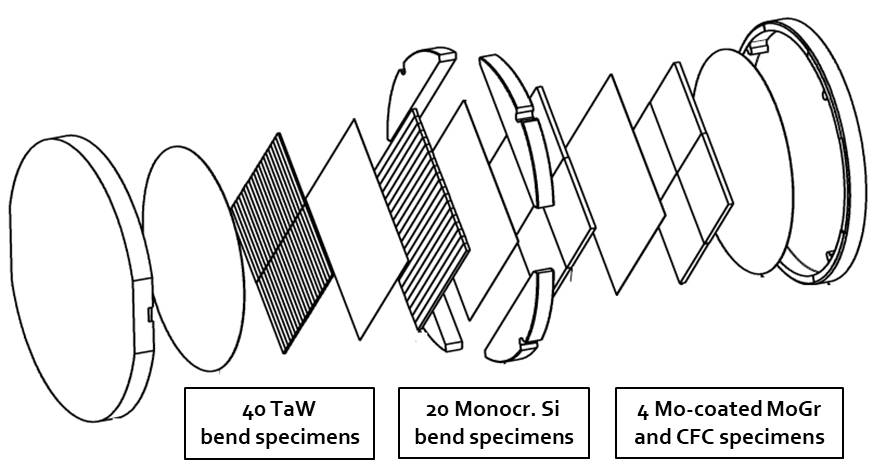 40 TaW
bend specimens
20 Monocr. Si
bend specimens
4 Mo-coated MoGr
and CFC specimens